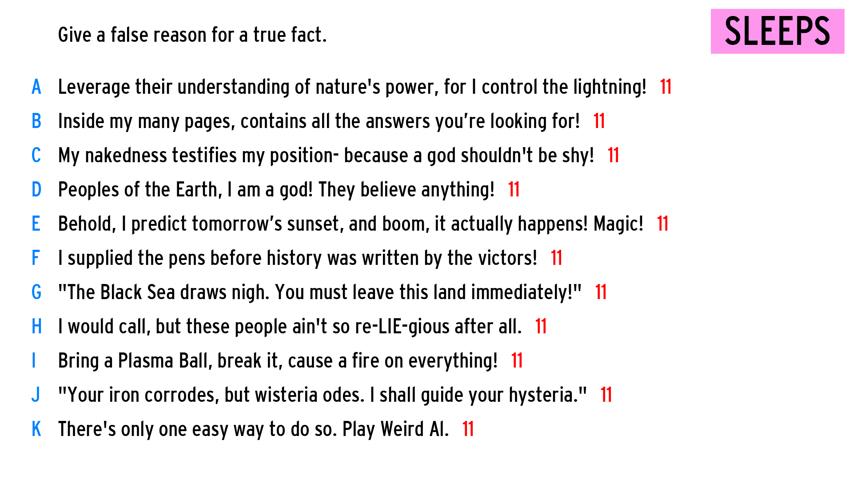 Give a false reason for a true fact.
SLEEPS
A Leverage their understanding of nature's power, for I control the lightning! 11
B Inside my many pages, contains all the answers you’re looking for! 11
C My nakedness testifies my position- because a god shouldn't be shy! 11
D Peoples of the Earth, I am a god! They believe anything! 11
E Behold, I predict tomorrow’s sunset, and boom, it actually happens! Magic! 11
F I supplied the pens before history was written by the victors! 11
G "The Black Sea draws nigh. You must leave this land immediately!" 11
H I would call, but these people ain't so re-LIE-gious after all. 11
I Bring a Plasma Ball, break it, cause a fire on everything! 11
J "Your iron corrodes, but wisteria odes. I shall guide your hysteria." 11
K There's only one easy way to do so. Play Weird Al. 11